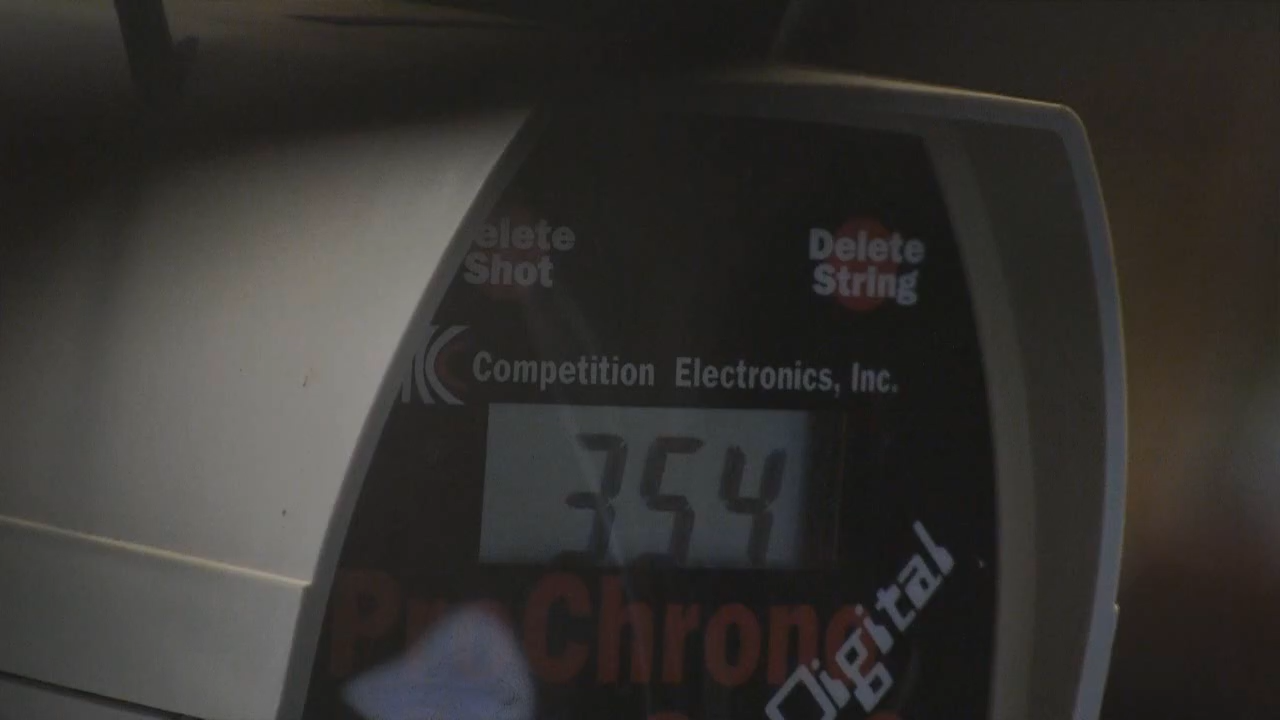 elete
Shot
Delete
String
Competition Electronics, Inc.
354
ProChrono
Digital